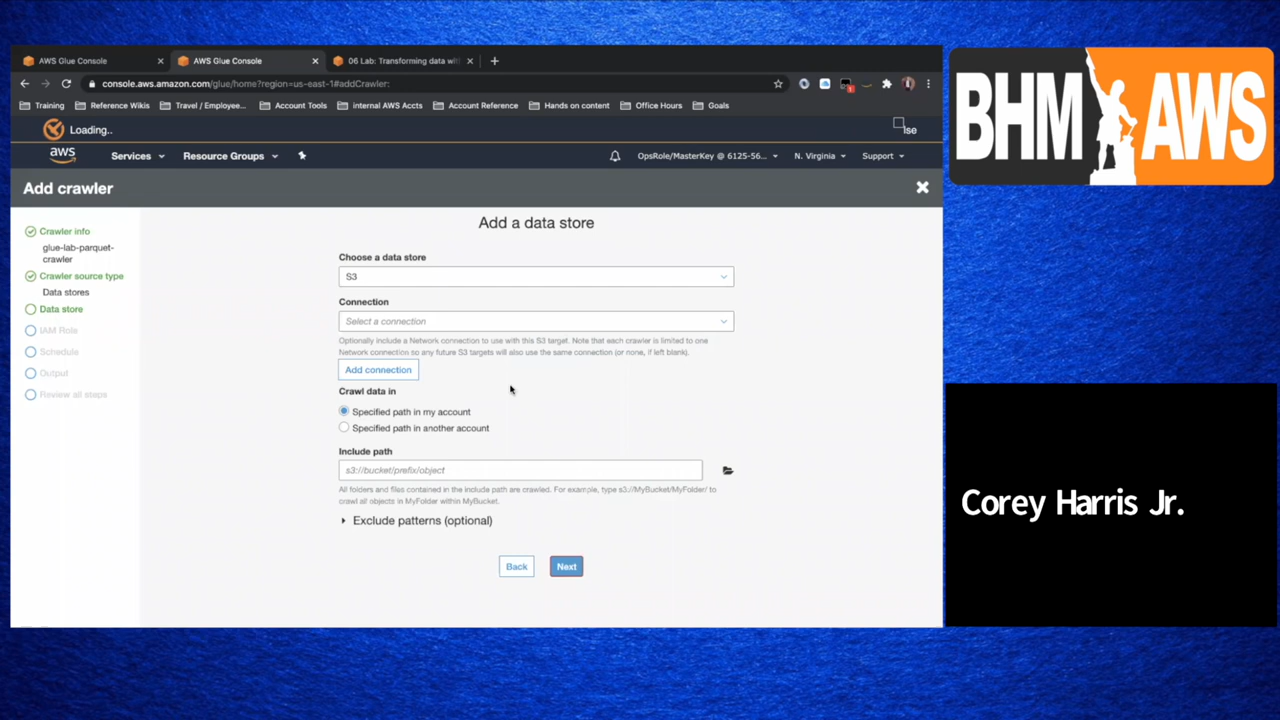 AWS Glue Console
AWS Glue Console
06 Lab: Transforming data wit
console.aws.amazon.com/glue/home?region=us-east-1#addCrawler:
Training
Reference Wikis
Travel / Employee...
Account Tools
internal AWS Accts
Account Reference
Hands on content
Office Hours
Goals
Loading..
lse
aws
Services
Resource Groups
OpsRole/MasterKey @ 6125-56...
N. Virginia
Support
Add crawler
Crawler info
glue-lab-parquet-
crawler
Crawler source type
Data stores
Data store
IAM Role
Schedule
Output
Review all steps
Add a data store
Choose a data store
S3
Connection
Select a connection
Optionally include a Network connection to use with this S3 target. Note that each crawler is limited to one
Network connection so any future S3 targets will also use the same connection (or none, if left blank).
Add connection
Crawl data in
Specified path in my account
Specified path in another account
Include path
s3://bucket/prefix/object
All folders and files contained in the include path are crawled. For example, type s3://MyBucket/MyFolder/ to
crawl all objects in MyFolder within MyBucket.
Exclude patterns (optional)
Back
Next
BHM AWS
Corey Harris Jr.